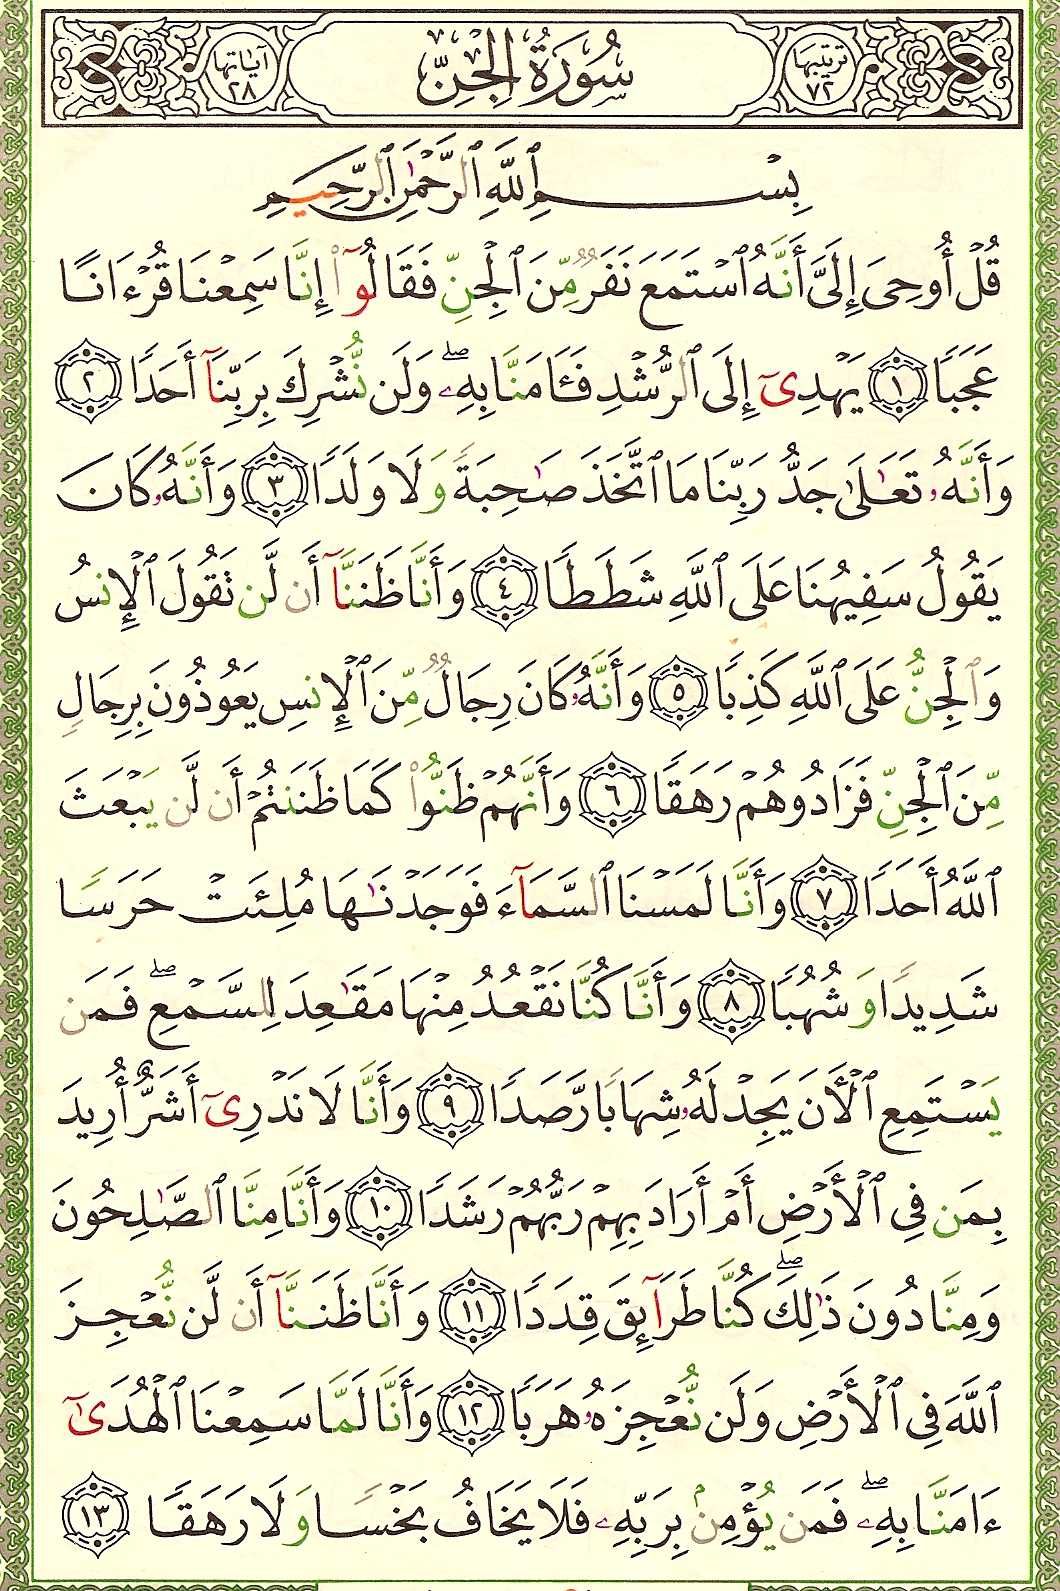 ترتيبها ٧٢ سُورَةُ الجِنِّ آياتها ٢٨
بِسْمِ ٱللَّهِ ٱلرَّحْمَٰنِ ٱلرَّحِيمِ
قُلْ أُوحِىَ إِلَىَّ أَنَّهُ ٱسْتَمَعَ نَفَرٌ مِّنَ ٱلْجِنِّ فَقَالُوٓا۟ إِنَّا سَمِعْنَا قُرْءَانًا
عَجَبًا ١ يَهْدِىٓ إِلَى ٱلرُّشْدِ فَـَٔامَنَّا بِهِۦ ۖ وَلَن نُّشْرِكَ بِرَبِّنَآ أَحَدًا ٢
وَأَنَّهُۥ تَعَٰلَىٰ جَدُّ رَبِّنَا مَا ٱتَّخَذَ صَٰحِبَةً وَلَا وَلَدًا ٣ وَأَنَّهُۥ كَانَ
يَقُولُ سَفِيهُنَا عَلَى ٱللَّهِ شَطَطًا ٤ وَأَنَّا ظَنَنَّآ أَن لَّن تَقُولَ ٱلْإِنسُ
وَٱلْجِنُّ عَلَى ٱللَّهِ كَذِبًا ٥ وَأَنَّهُۥ كَانَ رِجَالٌ مِّنَ ٱلْإِنسِ يَعُوذُونَ بِرِجَالٍ
مِّنَ ٱلْجِنِّ فَزَادُوهُمْ رَهَقًا ٦ وَأَنَّهُمْ ظَنُّوا۟ كَمَا ظَنَنتُمْ أَن لَّن يَبْعَثَ
ٱللَّهُ أَحَدًا ٧ وَأَنَّا لَمَسْنَا ٱلسَّمَآءَ فَوَجَدْنَٰهَا مُلِئَتْ حَرَسًا
شَدِيدًا وَشُهُبًا ٨ وَأَنَّا كُنَّا نَقْعُدُ مِنْهَا مَقَٰعِدَ لِلسَّمْعِ ۖ فَمَن
يَسْتَمِعِ ٱلْـَٔانَ يَجِدْ لَهُۥ شِهَابًا رَّصَدًا ٩ وَأَنَّا لَا نَدْرِىٓ أَشَرٌّ أُرِيدَ
بِمَن فِى ٱلْأَرْضِ أَمْ أَرَادَ بِهِمْ رَبُّهُمْ رَشَدًا ١٠ وَأَنَّا مِنَّا ٱلصَّٰلِحُونَ
وَمِنَّا دُونَ ذَٰلِكَ ۖ كُنَّا طَرَآئِقَ قِدَدًا ١١ وَأَنَّا ظَنَنَّآ أَن لَّن نُّعْجِزَ
ٱللَّهَ فِى ٱلْأَرْضِ وَلَن نُّعْجِزَهُۥ هَرَبًا ١٢ وَأَنَّا لَمَّا سَمِعْنَا ٱلْهُدَىٰٓ
ءَامَنَّا بِهِۦ ۖ فَمَن يُؤْمِنۢ بِرَبِّهِۦ فَلَا يَخَافُ بَخْسًا وَلَا رَهَقًا ١٣